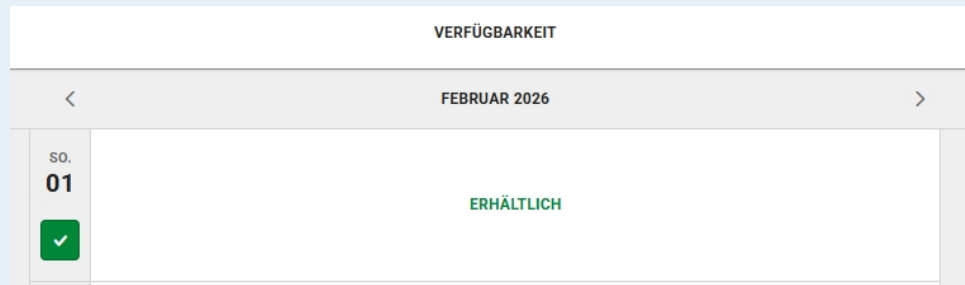 VERFÜGBARKEIT
FEBRUAR 2026
SO.
01
ERHÄLTLICH